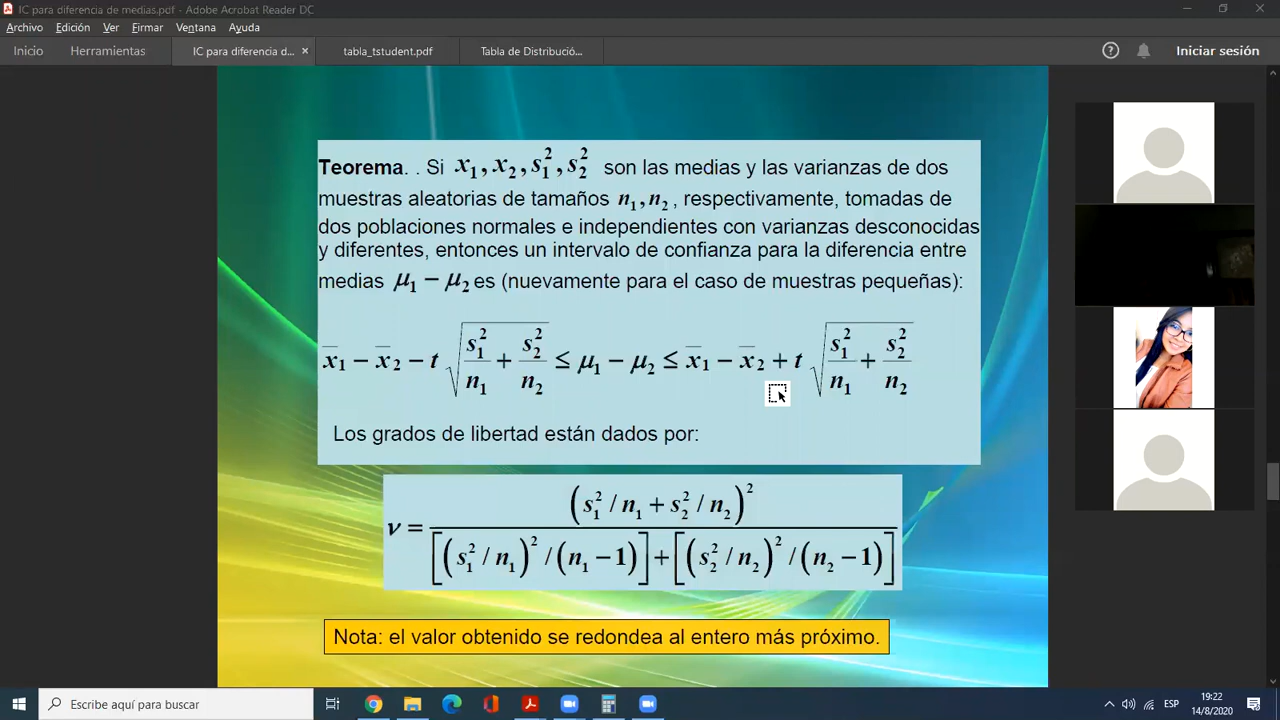 IC para diferencia de medias.pdf - Adobe Acrobat Reader DC
Archivo Edición Ver Firmar Ventana Ayuda
Inicio Herramientas IC para diferencia d... × tabla_tstudent.pdf Tabla de Distribució... Iniciar sesión
Teorema. . Si x₁, x₂, s₁², s₂² son las medias y las varianzas de dos
muestras aleatorias de tamaños n₁, n₂, respectivamente, tomadas de
dos poblaciones normales e independientes con varianzas desconocidas
y diferentes, entonces un intervalo de confianza para la diferencia entre
medias μ₁ − μ₂ es (nuevamente para el caso de muestras pequeñas):
x̄₁ − x̄₂ − t √(s₁²/n₁ + s₂²/n₂) ≤ μ₁ − μ₂ ≤ x̄₁ − x̄₂ + t √(s₁²/n₁ + s₂²/n₂)
Los grados de libertad están dados por:
ν = (s₁² / n₁ + s₂² / n₂)² / [(s₁² / n₁)² / (n₁ − 1)] + [(s₂² / n₂)² / (n₂ − 1)]
Nota: el valor obtenido se redondea al entero más próximo.
Escribe aquí para buscar
ESP
19:22
14/8/2020